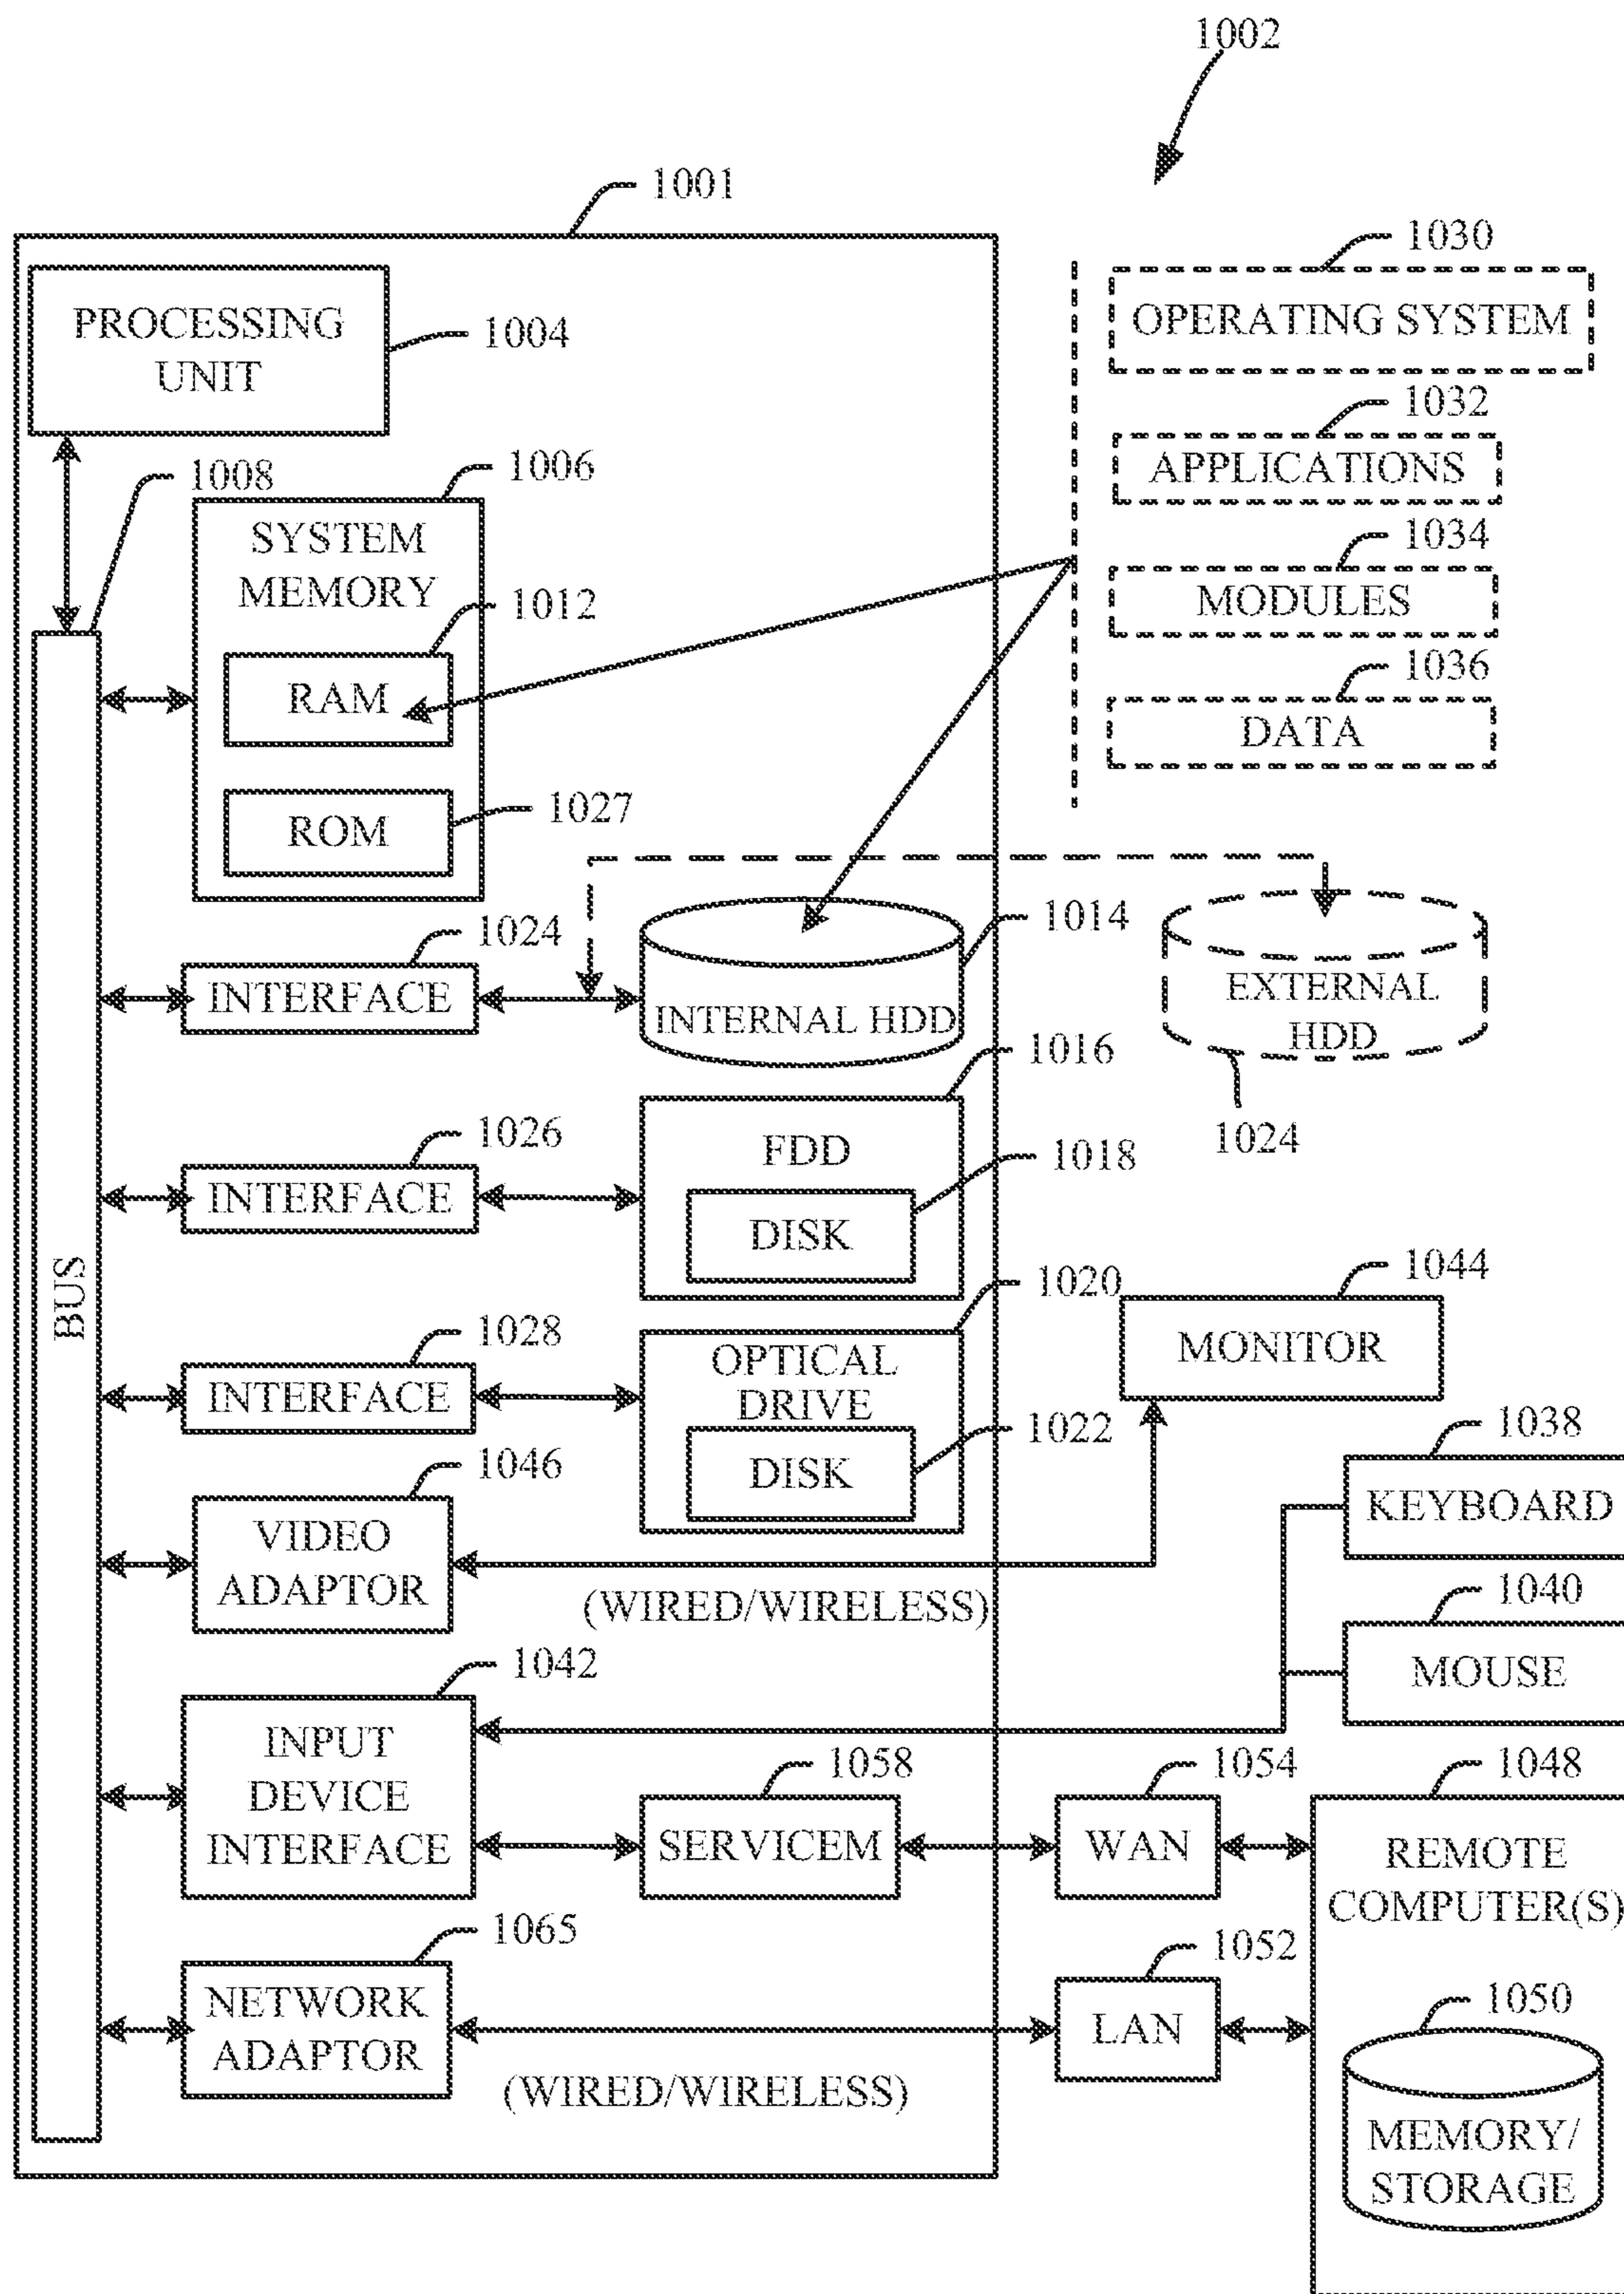 1002
1001
1030
PROCESSING
UNIT
1004
OPERATING SYSTEM
1032
APPLICATIONS
1008
1006
SYSTEM
MEMORY
1034
MODULES
1012
RAM
1036
DATA
1027
ROM
1024
INTERFACE
1014
INTERNAL HDD
EXTERNAL
HDD
1024
1016
FDD
1026
INTERFACE
1018
DISK
BUS
1020
1044
MONITOR
1028
INTERFACE
OPTICAL
DRIVE
1022
DISK
1038
KEYBOARD
1046
VIDEO
ADAPTOR
(WIRED/WIRELESS)
1040
MOUSE
1042
INPUT
DEVICE
INTERFACE
1058
SERVICEM
1054
WAN
1048
REMOTE
COMPUTER(S)
1065
NETWORK
ADAPTOR
(WIRED/WIRELESS)
1052
LAN
1050
MEMORY/
STORAGE